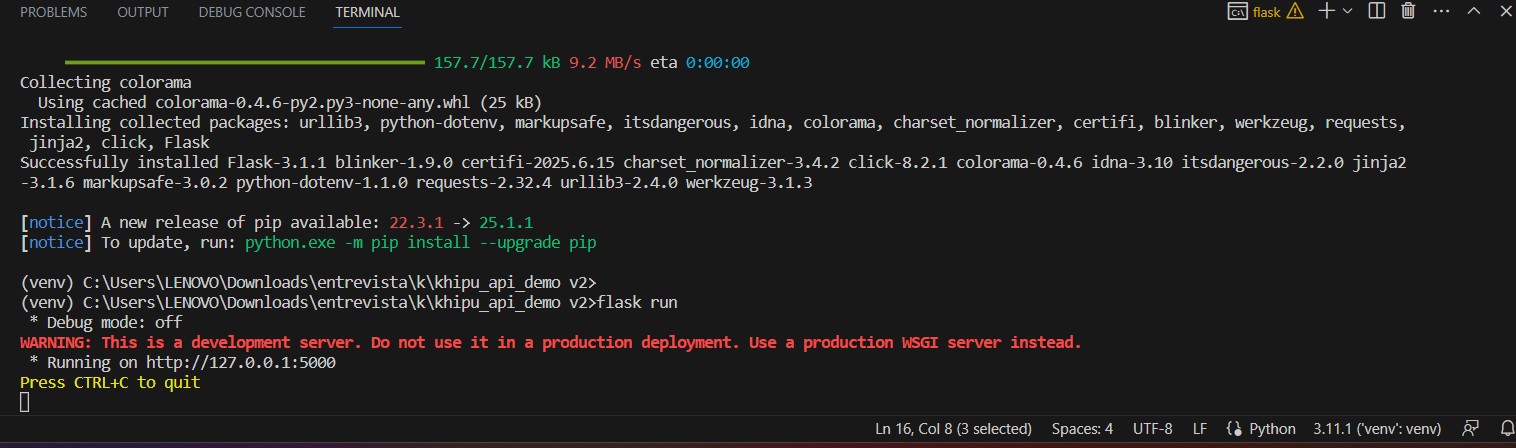 PROBLEMS OUTPUT DEBUG CONSOLE TERMINAL flask
157.7/157.7 kB 9.2 MB/s eta 0:00:00
Collecting colorama
Using cached colorama-0.4.6-py2.py3-none-any.whl (25 kB)
Installing collected packages: urllib3, python-dotenv, markupsafe, itsdangerous, idna, colorama, charset_normalizer, certifi, blinker, werkzeug, requests,
jinja2, click, Flask
Successfully installed Flask-3.1.1 blinker-1.9.0 certifi-2025.6.15 charset_normalizer-3.4.2 click-8.2.1 colorama-0.4.6 idna-3.10 itsdangerous-2.2.0 jinja2
-3.1.6 markupsafe-3.0.2 python-dotenv-1.1.0 requests-2.32.4 urllib3-2.4.0 werkzeug-3.1.3
[notice] A new release of pip available: 22.3.1 -> 25.1.1
[notice] To update, run: python.exe -m pip install --upgrade pip
(venv) C:\Users\LENOVO\Downloads\entrevista\k\khipu_api_demo v2>
(venv) C:\Users\LENOVO\Downloads\entrevista\k\khipu_api_demo v2>flask run
* Debug mode: off
WARNING: This is a development server. Do not use it in a production deployment. Use a production WSGI server instead.
* Running on http://127.0.0.1:5000
Press CTRL+C to quit
Ln 16, Col 8 (3 selected) Spaces: 4 UTF-8 LF Python 3.11.1 ('venv': venv)